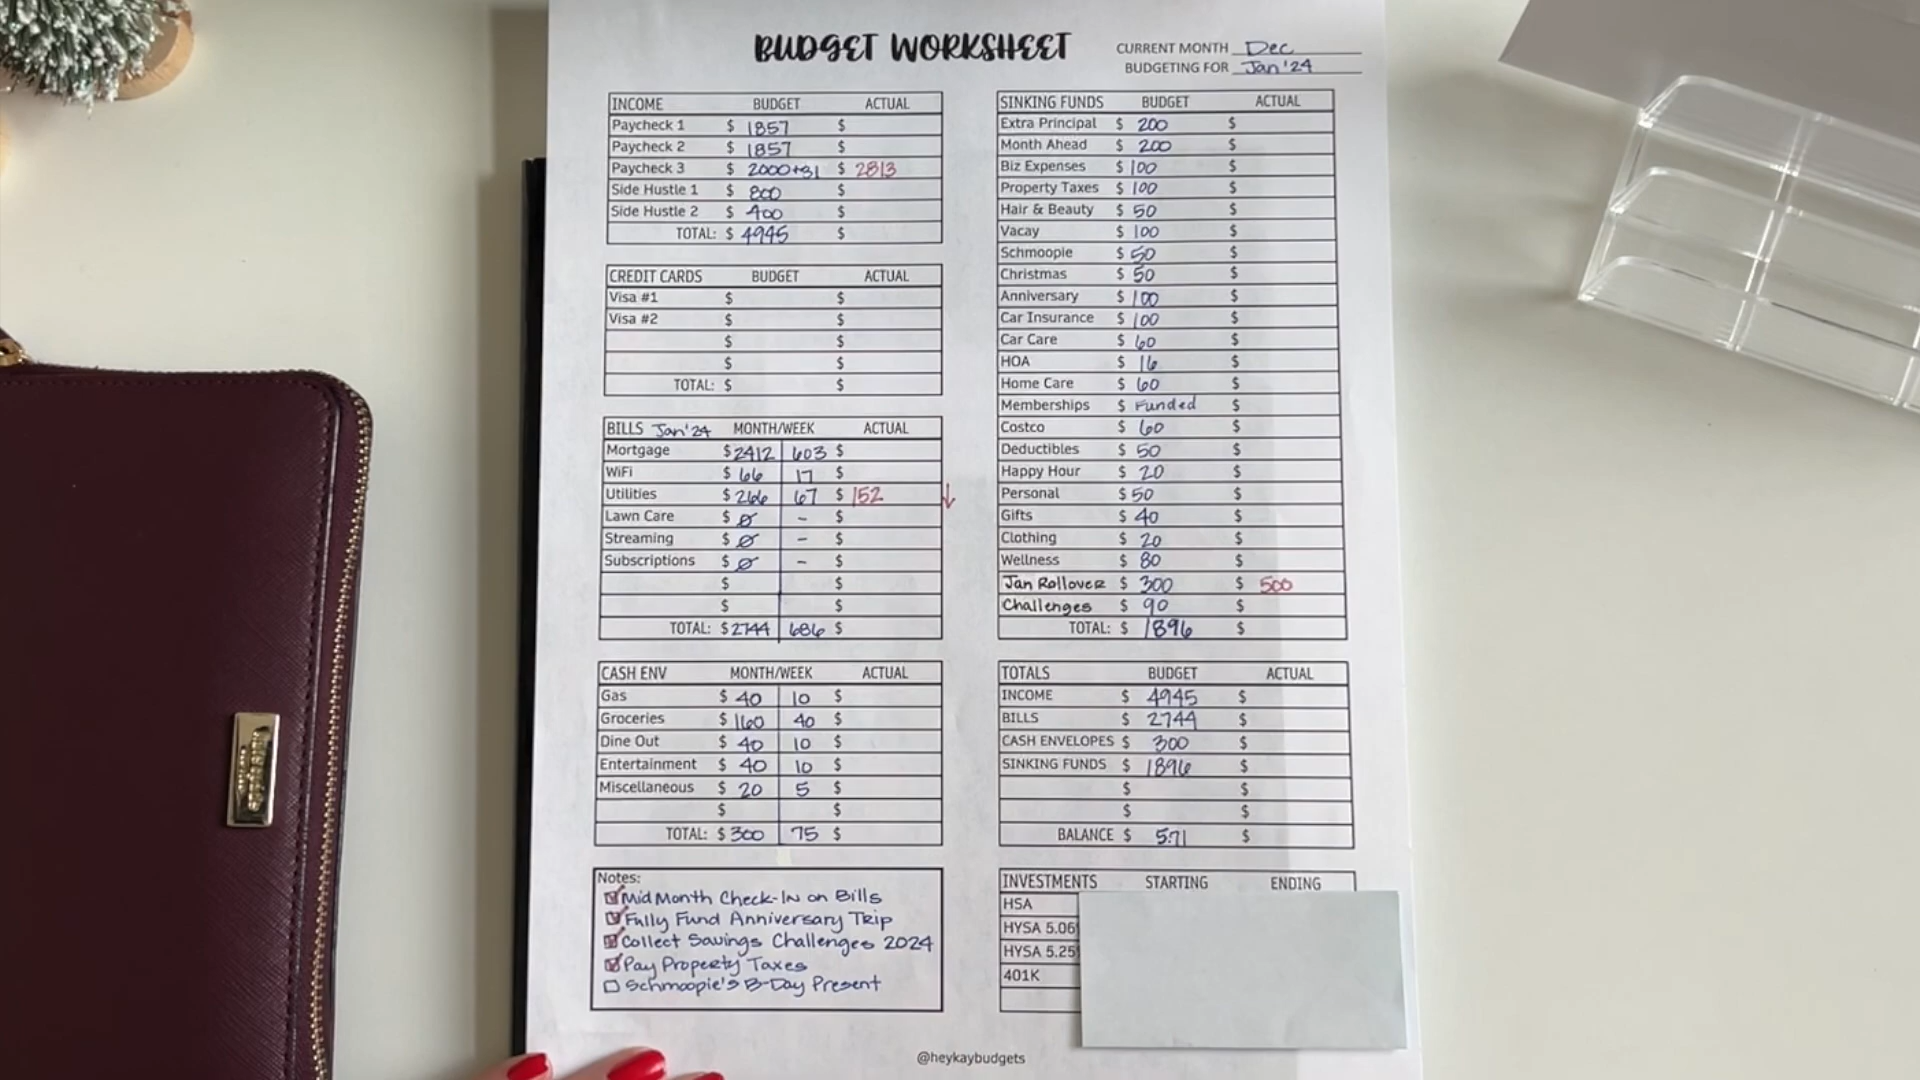 BUDGET WORKSHEET
CURRENT MONTH Dec
BUDGETING FOR Jan '24
INCOME BUDGET ACTUAL
Paycheck 1 $ 1857 $
Paycheck 2 $ 1857 $
Paycheck 3 $ 2000+31 $ 2813
Side Hustle 1 $ 800 $
Side Hustle 2 $ 400 $
TOTAL: $ 4945 $
CREDIT CARDS BUDGET ACTUAL
Visa #1 $ $
Visa #2 $ $
$ $
$ $
TOTAL: $ $
BILLS Jan '24 MONTH/WEEK ACTUAL
Mortgage $ 2412 603 $
WiFi $ 66 17 $
Utilities $ 266 67 $ 152 ↓
Lawn Care $ Ø - $
Streaming $ Ø - $
Subscriptions $ Ø - $
$ $
$ $
TOTAL: $ 2744 686 $
CASH ENV MONTH/WEEK ACTUAL
Gas $ 40 10 $
Groceries $ 160 40 $
Dine Out $ 40 10 $
Entertainment $ 40 10 $
Miscellaneous $ 20 5 $
$ $
TOTAL: $ 300 75 $
Notes:
☑ Mid Month Check-In on Bills
☑ Fully Fund Anniversary Trip
☑ Collect Savings Challenges 2024
☑ Pay Property Taxes
☐ Schmoopie's B-Day Present
SINKING FUNDS BUDGET ACTUAL
Extra Principal $ 200 $
Month Ahead $ 200 $
Biz Expenses $ 100 $
Property Taxes $ 100 $
Hair & Beauty $ 50 $
Vacay $ 100 $
Schmoopie $ 50 $
Christmas $ 50 $
Anniversary $ 100 $
Car Insurance $ 100 $
Car Care $ 60 $
HOA $ 16 $
Home Care $ 60 $
Memberships $ Funded $
Costco $ 60 $
Deductibles $ 50 $
Happy Hour $ 20 $
Personal $ 50 $
Gifts $ 40 $
Clothing $ 20 $
Wellness $ 80 $
Jan Rollover $ 300 $ 500
Challenges $ 90 $
TOTAL: $ 1896 $
TOTALS BUDGET ACTUAL
INCOME $ 4945 $
BILLS $ 2744 $
CASH ENVELOPES $ 300 $
SINKING FUNDS $ 1896 $
$ $
$ $
BALANCE $ 5.71 $
INVESTMENTS STARTING ENDING
HSA
HYSA 5.06
HYSA 5.25
401K
@heykaybudgets